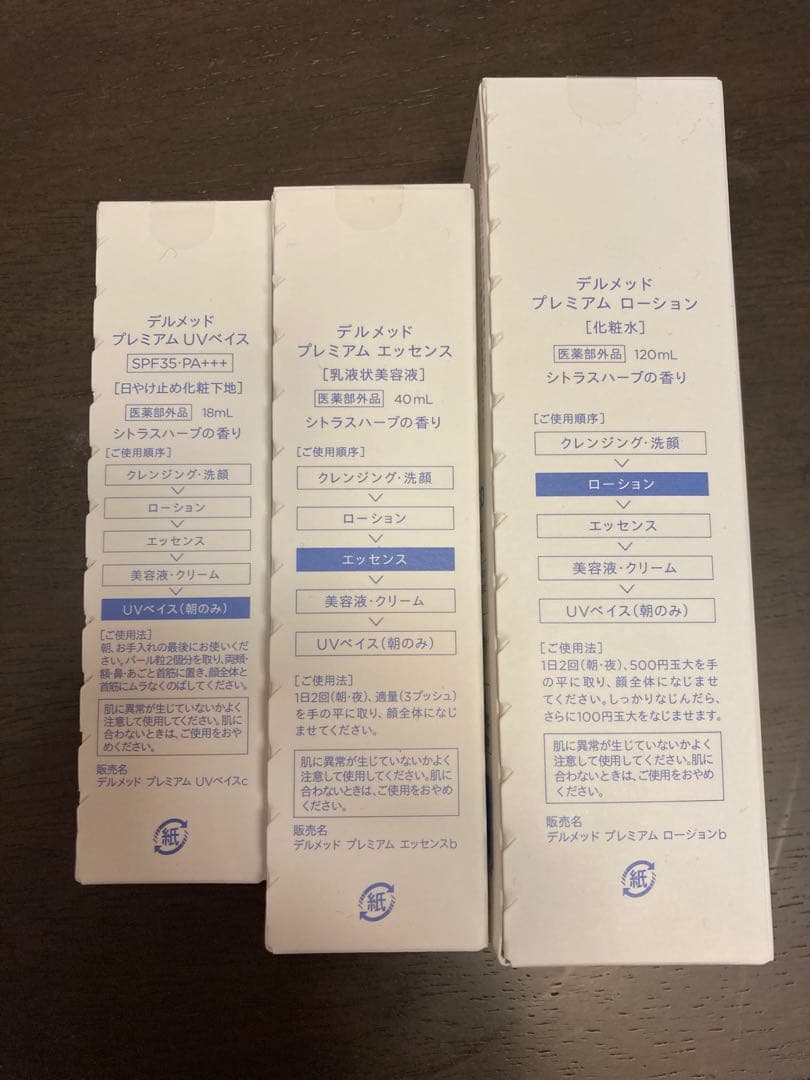 デルメッド
プレミアム UVベイス
SPF35・PA+++
[日やけ止め化粧下地]
医薬部外品 18mL
シトラスハーブの香り
[ご使用順序]
クレンジング・洗顔
ローション
エッセンス
美容液・クリーム
UVベイス(朝のみ)
[ご使用法]
朝、お手入れの最後にお使いくだ
さい。パール粒2個分を取り、両頬・
額・鼻・あごと首筋に置き、顔全体と
首筋にムラなくのばしてください。
肌に異常が生じていないかよく
注意して使用してください。肌に
合わないときは、ご使用をおや
めください。
販売名
デルメッド プレミアム UVベイスc
紙
デルメッド
プレミアム エッセンス
[乳液状美容液]
医薬部外品 40mL
シトラスハーブの香り
[ご使用順序]
クレンジング・洗顔
ローション
エッセンス
美容液・クリーム
UVベイス(朝のみ)
[ご使用法]
1日2回(朝・夜)、適量(3プッシュ)
を手の平に取り、顔全体になじ
ませてください。
肌に異常が生じていないかよく
注意して使用してください。肌に
合わないときは、ご使用をおやめ
ください。
販売名
デルメッド プレミアム エッセンスb
紙
デルメッド
プレミアム ローション
[化粧水]
医薬部外品 120mL
シトラスハーブの香り
[ご使用順序]
クレンジング・洗顔
ローション
エッセンス
美容液・クリーム
UVベイス(朝のみ)
[ご使用法]
1日2回(朝・夜)、500円玉大を手
の平に取り、顔全体になじませ
てください。しっかりなじんだら、
さらに100円玉大をなじませます。
肌に異常が生じていないかよく
注意して使用してください。肌に
合わないときは、ご使用をおやめ
ください。
販売名
デルメッド プレミアム ローションb
紙